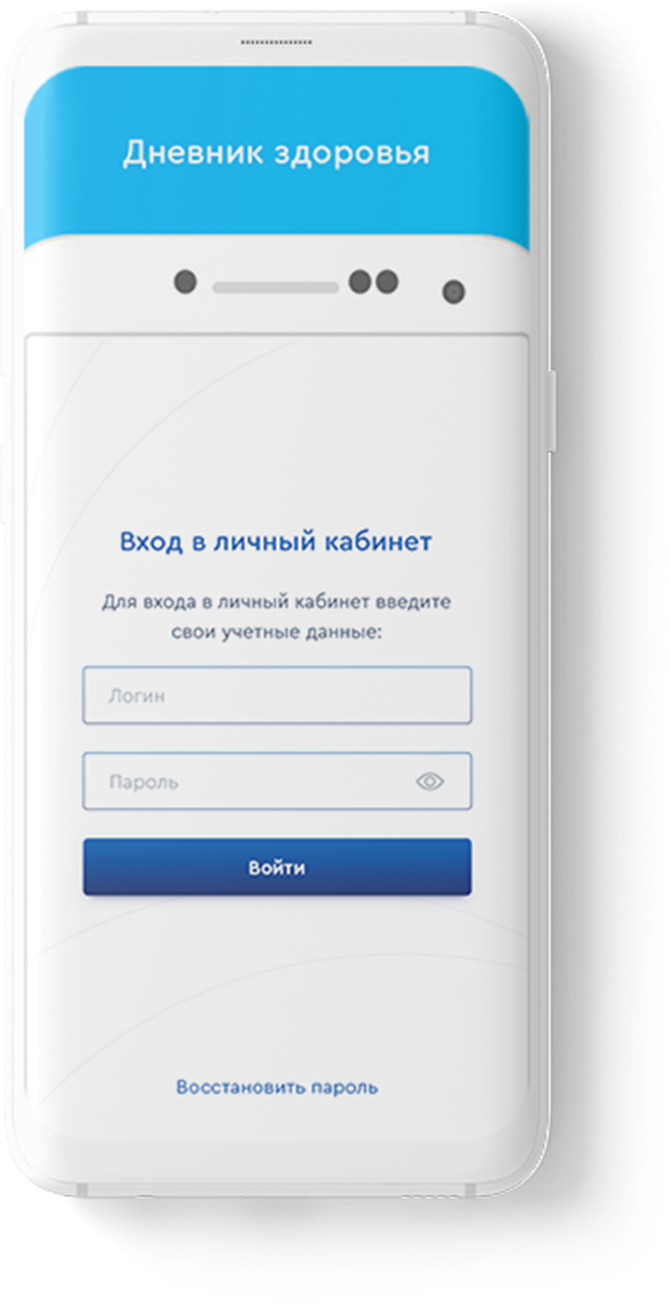 Дневник здоровья
Вход в личный кабинет
Для входа в личный кабинет введите
свои учетные данные:
Логин
Пароль
Войти
Восстановить пароль